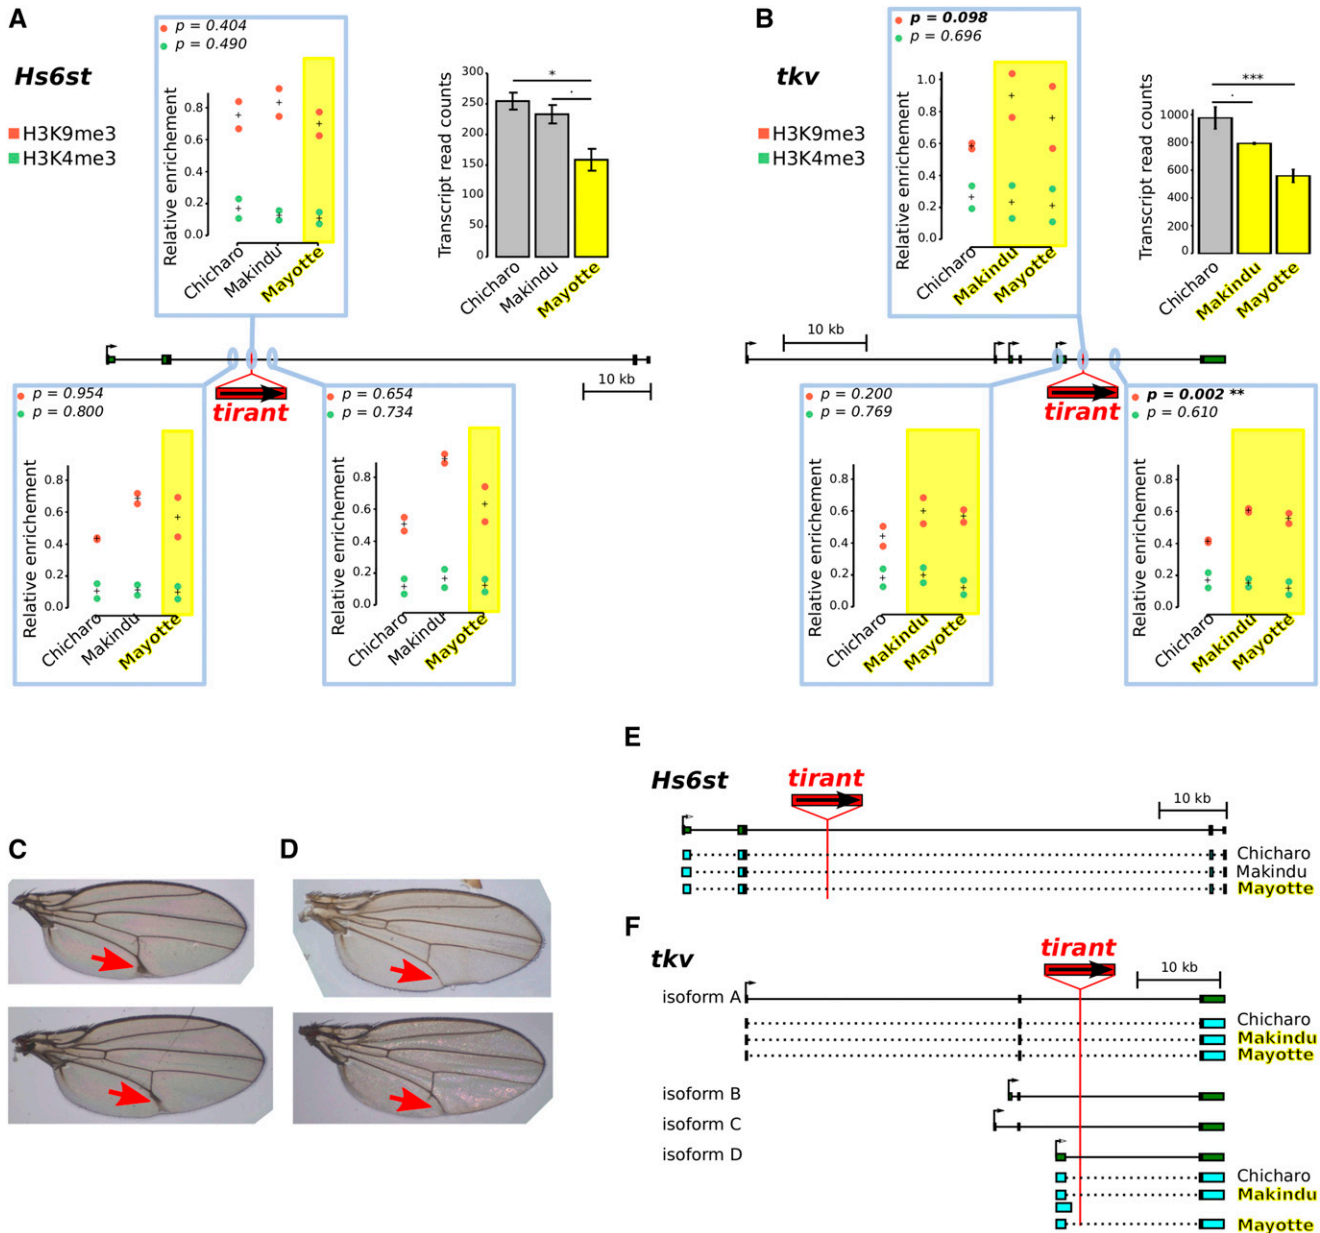 A
p = 0.404
p = 0.490
Hs6st
H3K9me3
H3K4me3
Relative enrichement
0.8
0.6
0.4
0.2
0.0
Chicharo
Makindu
Mayotte
Transcript read counts
300
250
200
150
100
50
0
*
.
Chicharo
Makindu
Mayotte
10 kb
tirant
p = 0.954
p = 0.800
Relative enrichement
0.8
0.6
0.4
0.2
0.0
Chicharo
Makindu
Mayotte
p = 0.654
p = 0.734
Relative enrichement
0.8
0.6
0.4
0.2
0.0
Chicharo
Makindu
Mayotte
B
p = 0.098
p = 0.696
tkv
H3K9me3
H3K4me3
Relative enrichement
1.0
0.8
0.6
0.4
0.2
0.0
Chicharo
Makindu
Mayotte
Transcript read counts
1000
800
600
400
200
0
***
.
Chicharo
Makindu
Mayotte
10 kb
tirant
p = 0.200
p = 0.769
Relative enrichement
0.8
0.6
0.4
0.2
0.0
Chicharo
Makindu
Mayotte
p = 0.002 **
p = 0.610
Relative enrichement
0.8
0.6
0.4
0.2
0.0
Chicharo
Makindu
Mayotte
C
D
E
Hs6st
tirant
10 kb
Chicharo
Makindu
Mayotte
F
tkv
tirant
10 kb
isoform A
Chicharo
Makindu
Mayotte
isoform B
isoform C
isoform D
Chicharo
Makindu
Mayotte